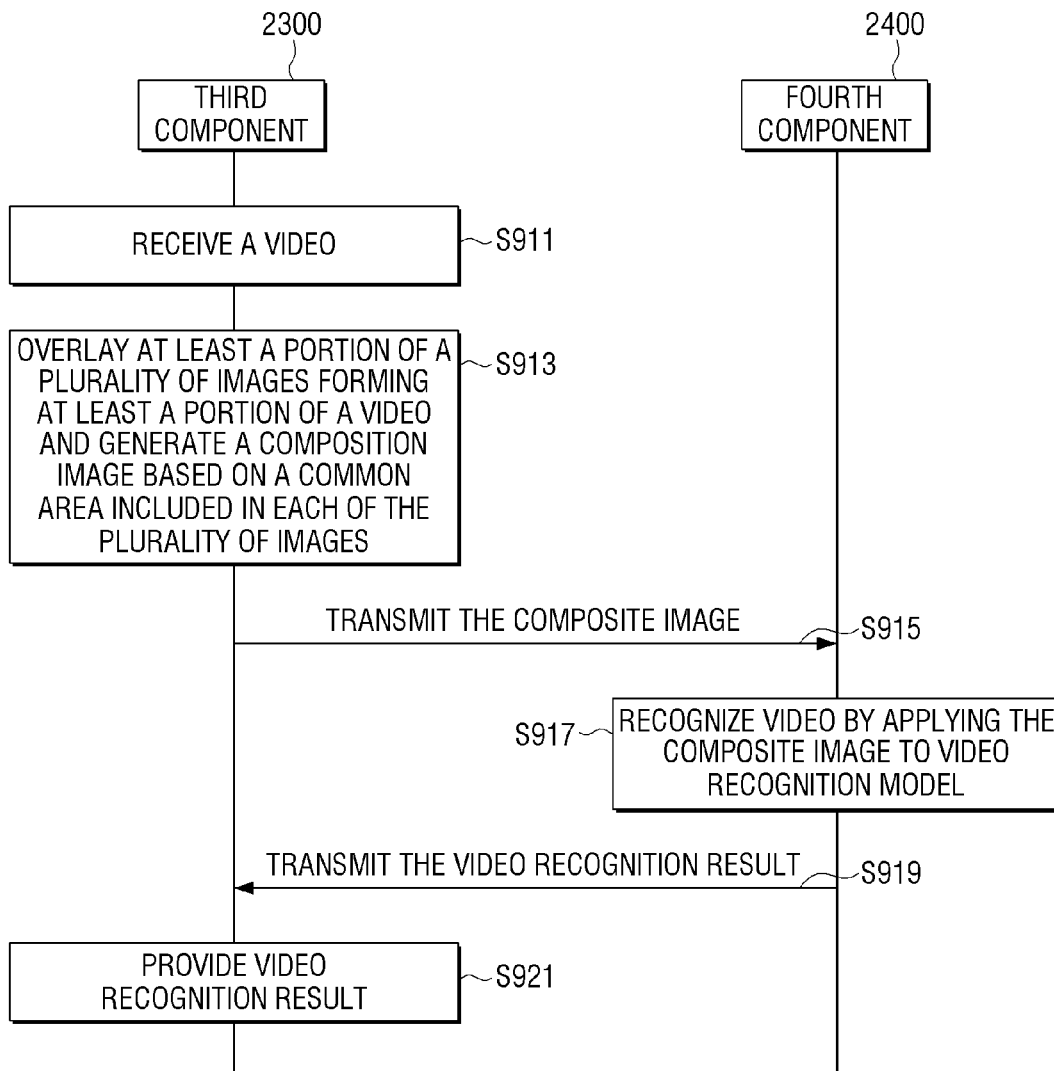 2300
2400
THIRD
COMPONENT
FOURTH
COMPONENT
RECEIVE A VIDEO
S911
OVERLAY AT LEAST A PORTION OF A
PLURALITY OF IMAGES FORMING
AT LEAST A PORTION OF A VIDEO
AND GENERATE A COMPOSITION
IMAGE BASED ON A COMMON
AREA INCLUDED IN EACH OF THE
PLURALITY OF IMAGES
S913
TRANSMIT THE COMPOSITE IMAGE
S915
S917
RECOGNIZE VIDEO BY APPLYING THE
COMPOSITE IMAGE TO VIDEO
RECOGNITION MODEL
TRANSMIT THE VIDEO RECOGNITION RESULT
S919
PROVIDE VIDEO
RECOGNITION RESULT
S921